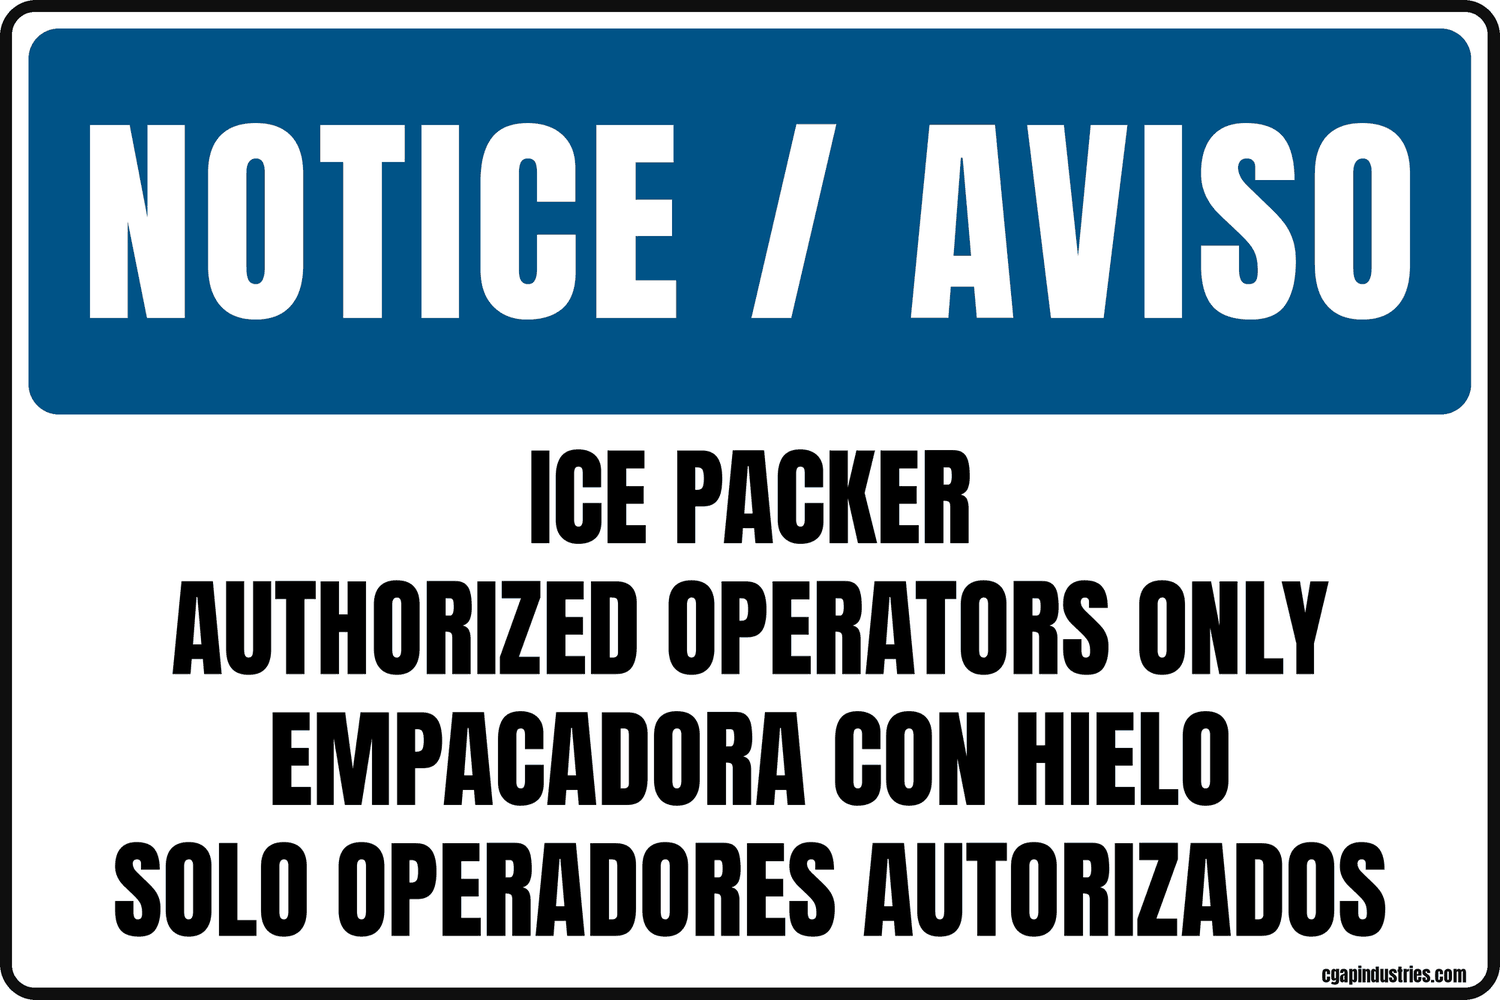 NOTICE / AVISO
ICE PACKER
AUTHORIZED OPERATORS ONLY
EMPACADORA CON HIELO
SOLO OPERADORES AUTORIZADOS
cgapindustries.com